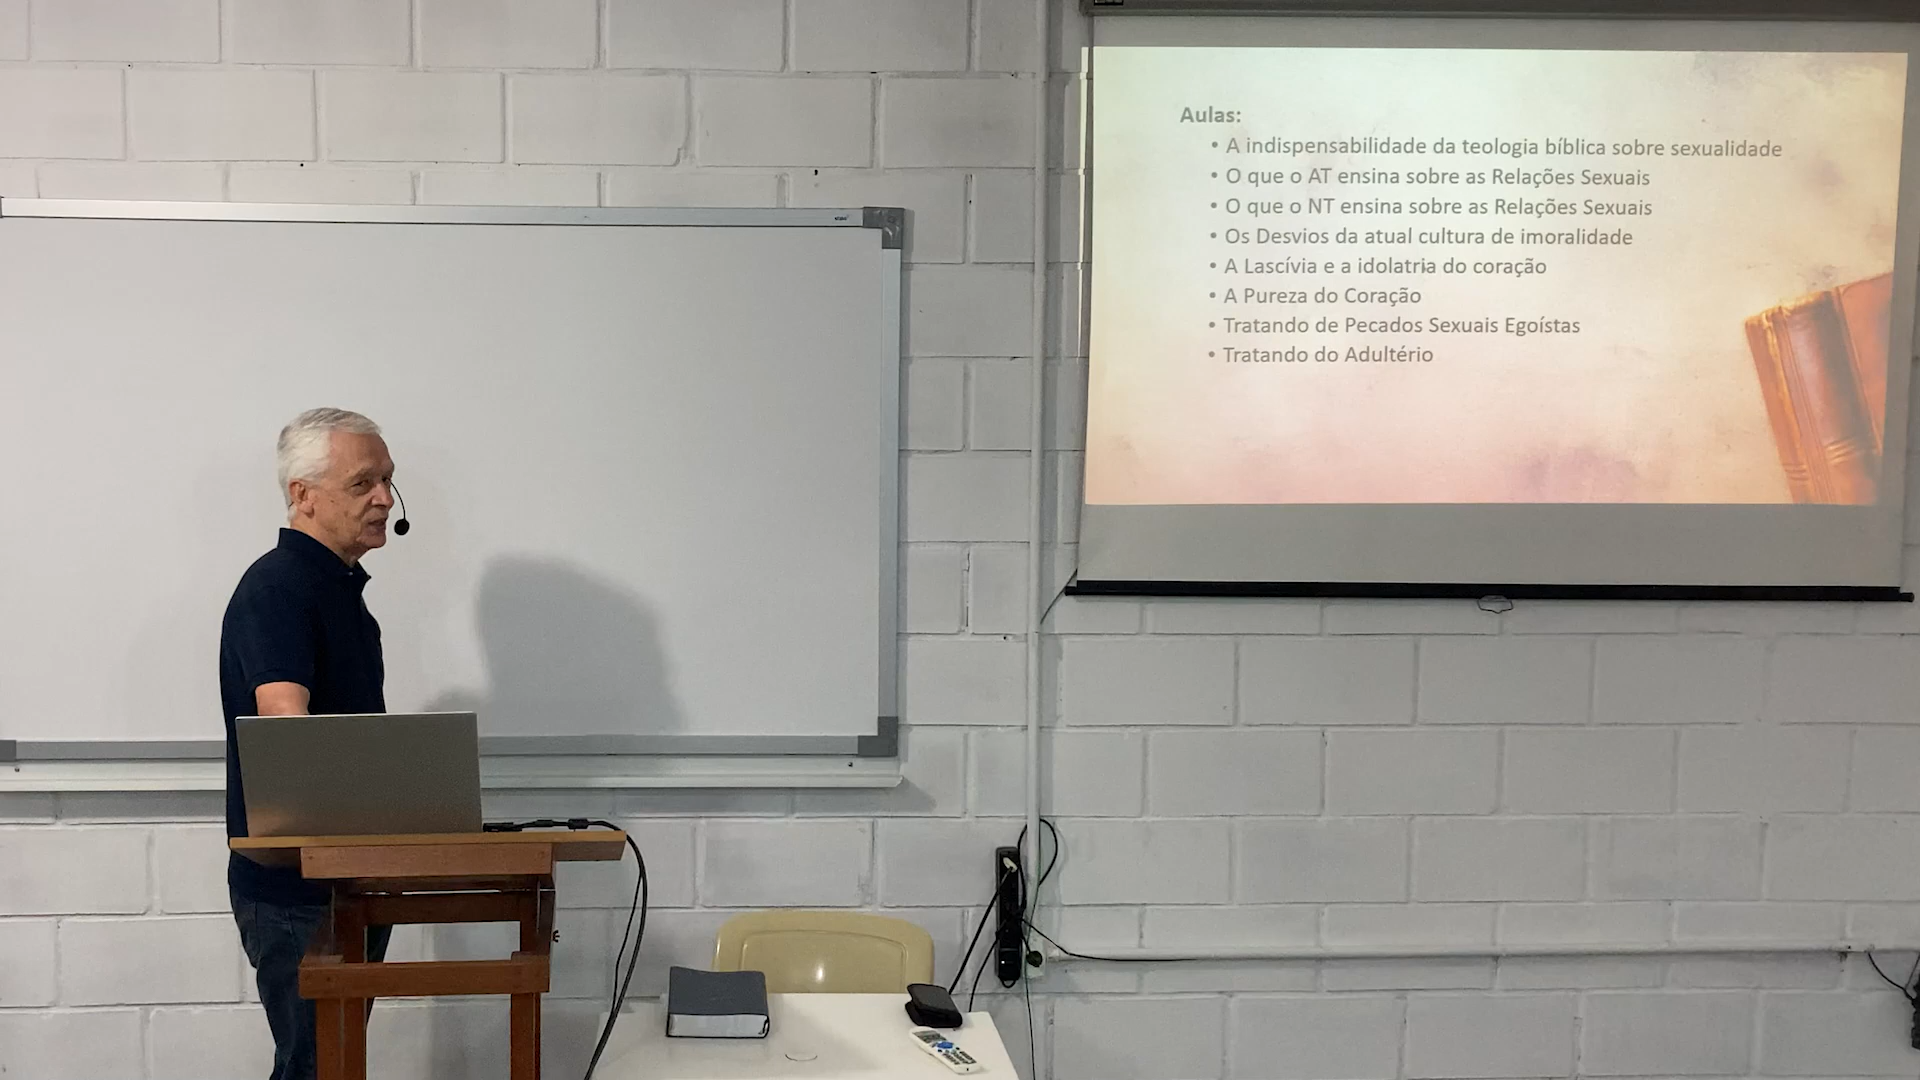 Aulas:
• A indispensabilidade da teologia bíblica sobre sexualidade
• O que o AT ensina sobre as Relações Sexuais
• O que o NT ensina sobre as Relações Sexuais
• Os Desvios da atual cultura de imoralidade
• A Lascívia e a idolatria do coração
• A Pureza do Coração
• Tratando de Pecados Sexuais Egoístas
• Tratando do Adultério